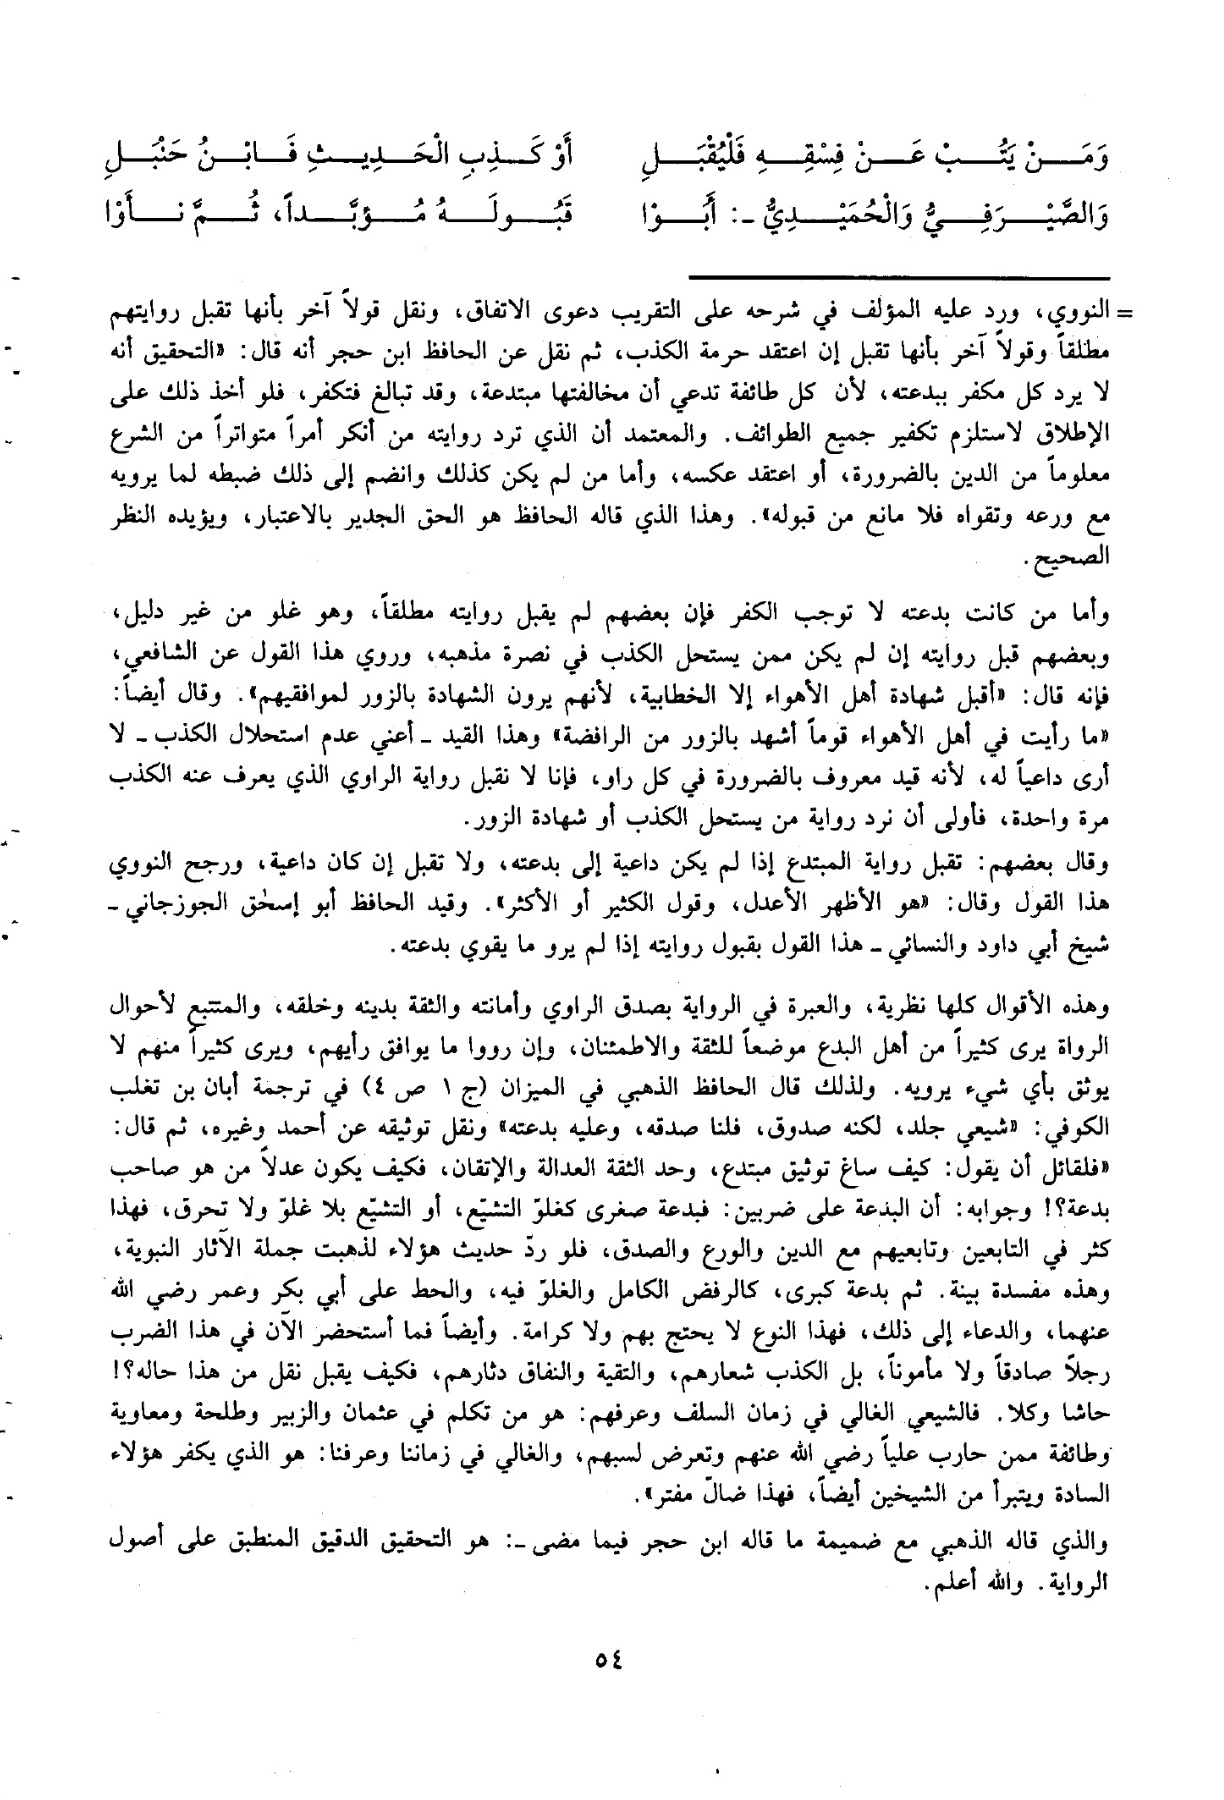 وَمَنْ يَتُبْ عَنْ فِسْقِهِ فَلْيُقْبَلِ أَوْ كَذِبِ الْحَدِيثِ فَابْنُ حَنْبَلِ
وَالصَّيْرَفِيُّ وَالْحُمَيْدِيُّ ـ: أَبَوْا قَبُولَهُ مُؤَبَّداً، ثُمَّ نَأَوْا
= النووي، ورد عليه المؤلف في شرحه على التقريب دعوى الاتفاق، ونقل قولاً آخر بأنها تقبل روايتهم
مطلقاً وقولاً آخر بأنها تقبل إن اعتقد حرمة الكذب، ثم نقل عن الحافظ ابن حجر أنه قال: «التحقيق أنه
لا يرد كل مكفر ببدعته، لأن كل طائفة تدعي أن مخالفتها مبتدعة، وقد تبالغ فتكفر، فلو أخذ ذلك على
الإطلاق لاستلزم تكفير جميع الطوائف. والمعتمد أن الذي ترد روايته من أنكر أمراً متواتراً من الشرع
معلوماً من الدين بالضرورة، أو اعتقد عكسه، وأما من لم يكن كذلك وانضم إلى ذلك ضبطه لما يرويه
مع ورعه وتقواه فلا مانع من قبوله». وهذا الذي قاله الحافظ هو الحق الجدير بالاعتبار، ويؤيده النظر
الصحيح.
وأما من كانت بدعته لا توجب الكفر فإن بعضهم لم يقبل روايته مطلقاً، وهو غلو من غير دليل،
وبعضهم قبل روايته إن لم يكن ممن يستحل الكذب في نصرة مذهبه، وروي هذا القول عن الشافعي،
فإنه قال: «أقبل شهادة أهل الأهواء إلا الخطابية، لأنهم يرون الشهادة بالزور لموافقيهم». وقال أيضاً:
«ما رأيت في أهل الأهواء قوماً أشهد بالزور من الرافضة» وهذا القيد ـ أعني عدم استحلال الكذب ـ لا
أرى داعياً له، لأنه قيد معروف بالضرورة في كل راو، فإنا لا نقبل رواية الراوي الذي يعرف عنه الكذب
مرة واحدة، فأولى أن نرد رواية من يستحل الكذب أو شهادة الزور.
وقال بعضهم: تقبل رواية المبتدع إذا لم يكن داعية إلى بدعته، ولا تقبل إن كان داعية، ورجح النووي
هذا القول وقال: «هو الأظهر الأعدل، وقول الكثير أو الأكثر». وقيد الحافظ أبو إسحٰق الجوزجاني ـ
شيخ أبي داود والنسائي ـ هذا القول بقبول روايته إذا لم يرو ما يقوي بدعته.
وهذه الأقوال كلها نظرية، والعبرة في الرواية بصدق الراوي وأمانته والثقة بدينه وخلقه، والمتتبع لأحوال
الرواة يرى كثيراً من أهل البدع موضعاً للثقة والاطمئنان، وإن رووا ما يوافق رأيهم، ويرى كثيراً منهم لا
يوثق بأي شيء يرويه. ولذلك قال الحافظ الذهبي في الميزان (ج ١ ص ٤) في ترجمة أبان بن تغلب
الكوفي: «شيعي جلد، لكنه صدوق، فلنا صدقه، وعليه بدعته» ونقل توثيقه عن أحمد وغيره، ثم قال:
«فلقائل أن يقول: كيف ساغ توثيق مبتدع، وحد الثقة العدالة والإتقان، فكيف يكون عدلاً من هو صاحب
بدعة؟! وجوابه: أن البدعة على ضربين: فبدعة صغرى كغلوّ التشيّع، أو التشيّع بلا غلوّ ولا تحرق، فهذا
كثر في التابعين وتابعيهم مع الدين والورع والصدق، فلو ردّ حديث هؤلاء لذهبت جملة الآثار النبوية،
وهذه مفسدة بينة. ثم بدعة كبرى، كالرفض الكامل والغلوّ فيه، والحط على أبي بكر وعمر رضي الله
عنهما، والدعاء إلى ذلك، فهذا النوع لا يحتج بهم ولا كرامة. وأيضاً فما أستحضر الآن في هذا الضرب
رجلاً صادقاً ولا مأموناً، بل الكذب شعارهم، والتقية والنفاق دثارهم، فكيف يقبل نقل من هذا حاله؟!
حاشا وكلا. فالشيعي الغالي في زمان السلف وعرفهم: هو من تكلم في عثمان والزبير وطلحة ومعاوية
وطائفة ممن حارب علياً رضي الله عنهم وتعرض لسبهم، والغالي في زماننا وعرفنا: هو الذي يكفر هؤلاء
السادة ويتبرأ من الشيخين أيضاً، فهذا ضالّ مفتر».
والذي قاله الذهبي مع ضميمة ما قاله ابن حجر فيما مضى ـ: هو التحقيق الدقيق المنطبق على أصول
الرواية. والله أعلم.
٥٤